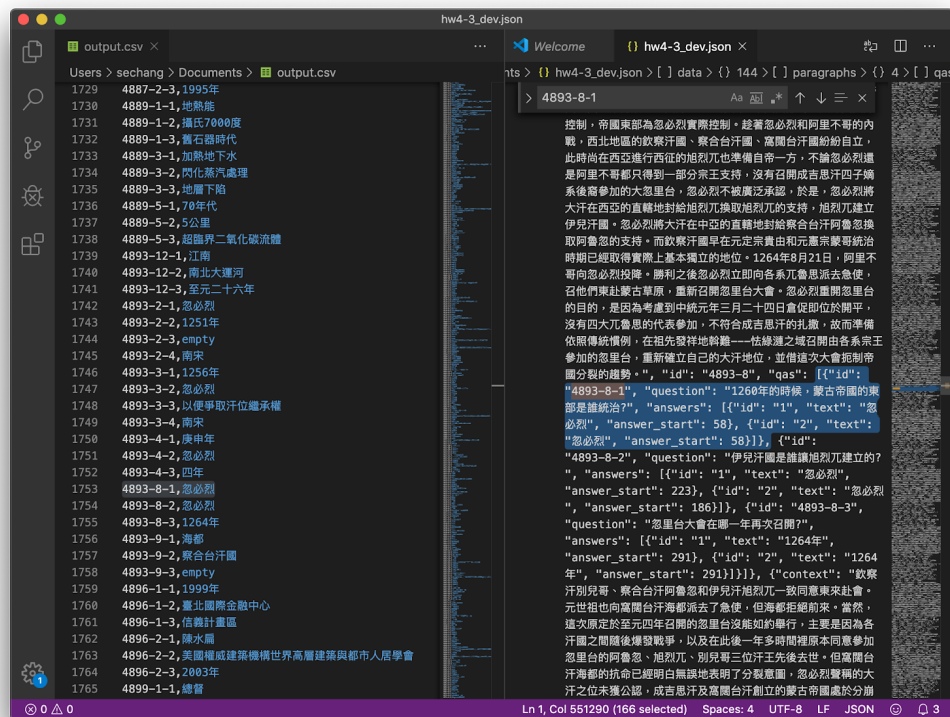 hw4-3_dev.json
output.csv
Welcome
hw4-3_dev.json
Users > sechang > Documents > output.csv
nts > {} hw4-3_dev.json > [ ] data > {} 144 > [ ] paragraphs > {} 4 > [ ] qas
4893-8-1
1729 4887-2-3,1995年
1730 4889-1-1,地熱能
1731 4889-1-2,攝氏7000度
1732 4889-1-3,舊石器時代
1733 4889-3-1,加熱地下水
1734 4889-3-2,閃化蒸汽處理
1735 4889-3-3,地層下陷
1736 4889-5-1,70年代
1737 4889-5-2,5公里
1738 4889-5-3,超臨界二氧化碳流體
1739 4893-12-1,江南
1740 4893-12-2,南北大運河
1741 4893-12-3,至元二十六年
1742 4893-2-1,忽必烈
1743 4893-2-2,1251年
1744 4893-2-3,empty
1745 4893-2-4,南宋
1746 4893-3-1,1256年
1747 4893-3-2,忽必烈
1748 4893-3-3,以便爭取汗位繼承權
1749 4893-3-4,南宋
1750 4893-4-1,庚申年
1751 4893-4-2,忽必烈
1752 4893-4-3,四年
1753 4893-8-1,忽必烈
1754 4893-8-2,忽必烈
1755 4893-8-3,1264年
1756 4893-9-1,海都
1757 4893-9-2,察合台汗國
1758 4893-9-3,empty
1759 4896-1-1,1999年
1760 4896-1-2,臺北國際金融中心
1761 4896-1-3,信義計畫區
1762 4896-2-1,陳水扁
1763 4896-2-2,美國權威建築機構世界高層建築與都市人居學會
1764 4896-2-3,2003年
1765 4899-1-1,總督
控制，帝國東部為忽必烈實際控制。趁著忽必烈和阿里不哥的內
戰，西北地區的欽察汗國、察合台汗國、窩闊台汗國紛紛自立，
此時尚在西亞進行西征的旭烈兀也準備自帝一方，不論忽必烈還
是阿里不哥都只得到一部分宗王支持，沒有召開成吉思汗四子嫡
系後裔參加的大忽里台，忽必烈不被廣泛承認，於是，忽必烈將
大汗在西亞的直轄地封給旭烈兀換取旭烈兀的支持，旭烈兀建立
伊兒汗國。忽必烈將大汗在中亞的直轄地封給察合台汗阿魯忽換
取阿魯忽的支持。而欽察汗國早在元定宗貴由和元憲宗蒙哥統治
時期已經取得實際上基本獨立的地位。1264年8月21日，阿里不
哥向忽必烈投降。勝利之後忽必烈立即向各系兀魯思派去急使，
召他們東赴蒙古草原，重新召開忽里台大會。忽必烈重開忽里台
的目的，是因為考慮到中統元年三月二十四日倉促即位於開平，
沒有四大兀魯思的代表參加，不符合成吉思汗的扎撒，故而準備
依照傳統慣例，在祖先發祥地斡難---怯綠漣之域召開由各系宗王
參加的忽里台，重新確立自己的大汗地位，並借這次大會扼制帝
國分裂的趨勢。", "id": "4893-8", "qas": [{"id":
"4893-8-1", "question": "1260年的時候，蒙古帝國的東
部是誰統治?", "answers": [{"id": "1", "text": "忽
必烈", "answer_start": 58}, {"id": "2", "text":
"忽必烈", "answer_start": 58}]}, {"id":
"4893-8-2", "question": "伊兒汗國是誰讓旭烈兀建立的?
", "answers": [{"id": "1", "text": "忽必烈",
"answer_start": 223}, {"id": "2", "text": "忽必烈
", "answer_start": 186}]}, {"id": "4893-8-3",
"question": "忽里台大會在哪一年再次召開?",
"answers": [{"id": "1", "text": "1264年",
"answer_start": 291}, {"id": "2", "text": "1264
年", "answer_start": 291}]}]}, {"context": "欽察
汗別兒哥、察合台汗阿魯忽和伊兒汗旭烈兀一致同意東來赴會。
元世祖也向窩闊台汗海都派去了急使，但海都拒絕前來。當然，
這次原定於至元四年召開的忽里台沒能如約舉行，主要是因為各
汗國之間隨後爆發戰爭，以及在此後一年多時間裡原本同意參加
忽里台的阿魯忽、旭烈兀、別兒哥三位汗王先後去世。但窩闊台
汗海都的抗命已經明白無誤地表明了分裂意圖，忽必烈聲稱的大
汗之位未獲公認，成吉思汗及窩闊台汗創立的蒙古帝國處於分崩
1
0 0
Ln 1, Col 551290 (166 selected) Spaces: 4 UTF-8 LF JSON 3